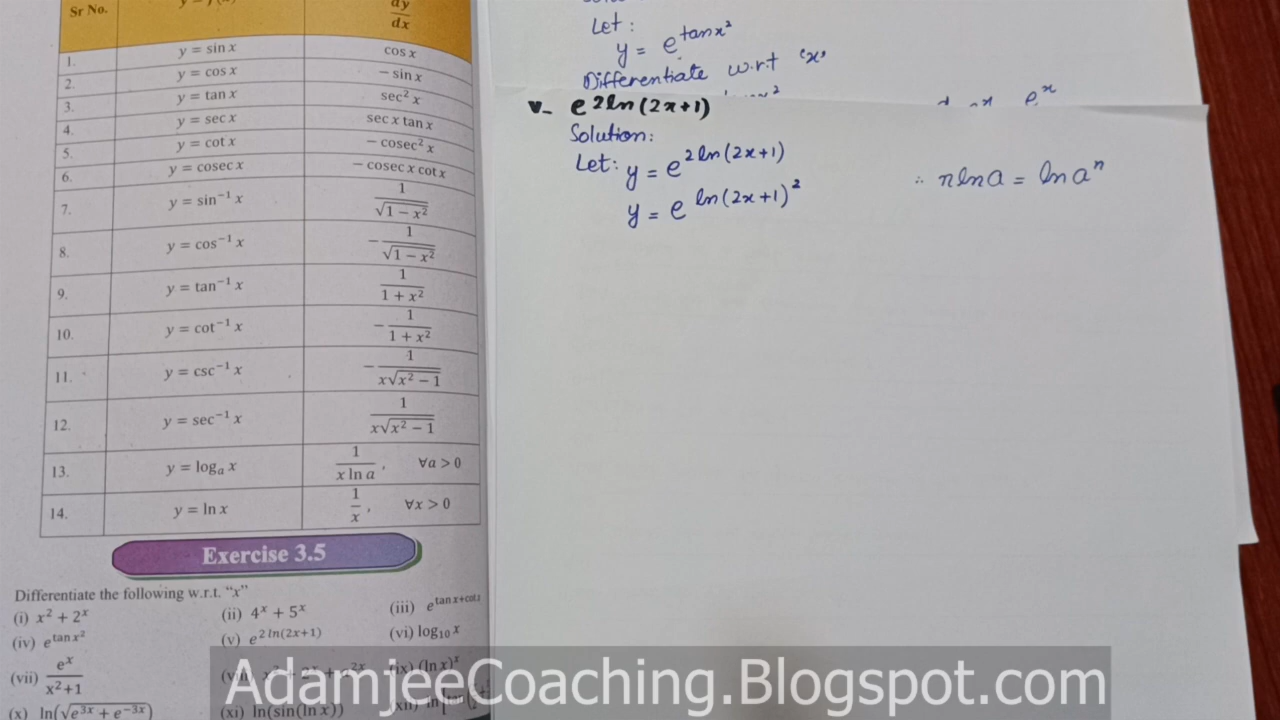 Sr No.
dy
dx
1. y = sin x cos x
2. y = cos x − sin x
3. y = tan x sec² x
4. y = sec x sec x tan x
5. y = cot x − cosec² x
6. y = cosec x − cosec x cot x
7. y = sin⁻¹ x 1/√(1 − x²)
8. y = cos⁻¹ x −1/√(1 − x²)
9. y = tan⁻¹ x 1/(1 + x²)
10. y = cot⁻¹ x −1/(1 + x²)
11. y = csc⁻¹ x −1/(x√(x² − 1))
12. y = sec⁻¹ x 1/(x√(x² − 1))
13. y = logₐ x 1/(x ln a), ∀a > 0
14. y = ln x 1/x, ∀x > 0
Exercise 3.5
Differentiate the following w.r.t. “x”
(i) x² + 2ˣ (ii) 4ˣ + 5ˣ (iii) e^(tan x+cot x
(iv) e^(tan x²) (v) e^(2 ln(2x+1)) (vi) log₁₀ x
(vii) eˣ/(x²+1) (ix) (ln x)ˣ
(x) ln(√(e³ˣ + e⁻³ˣ)) (xi) ln(sin(ln x))
Let:
y = e^(tanx²)
Differentiate w.r.t 'x'
v- e^(2ln(2x+1))
Solution:
Let: y = e^(2ln(2x+1))
y = e^(ln(2x+1)²) ∴ nlna = lnaⁿ
AdamjeeCoaching.Blogspot.com